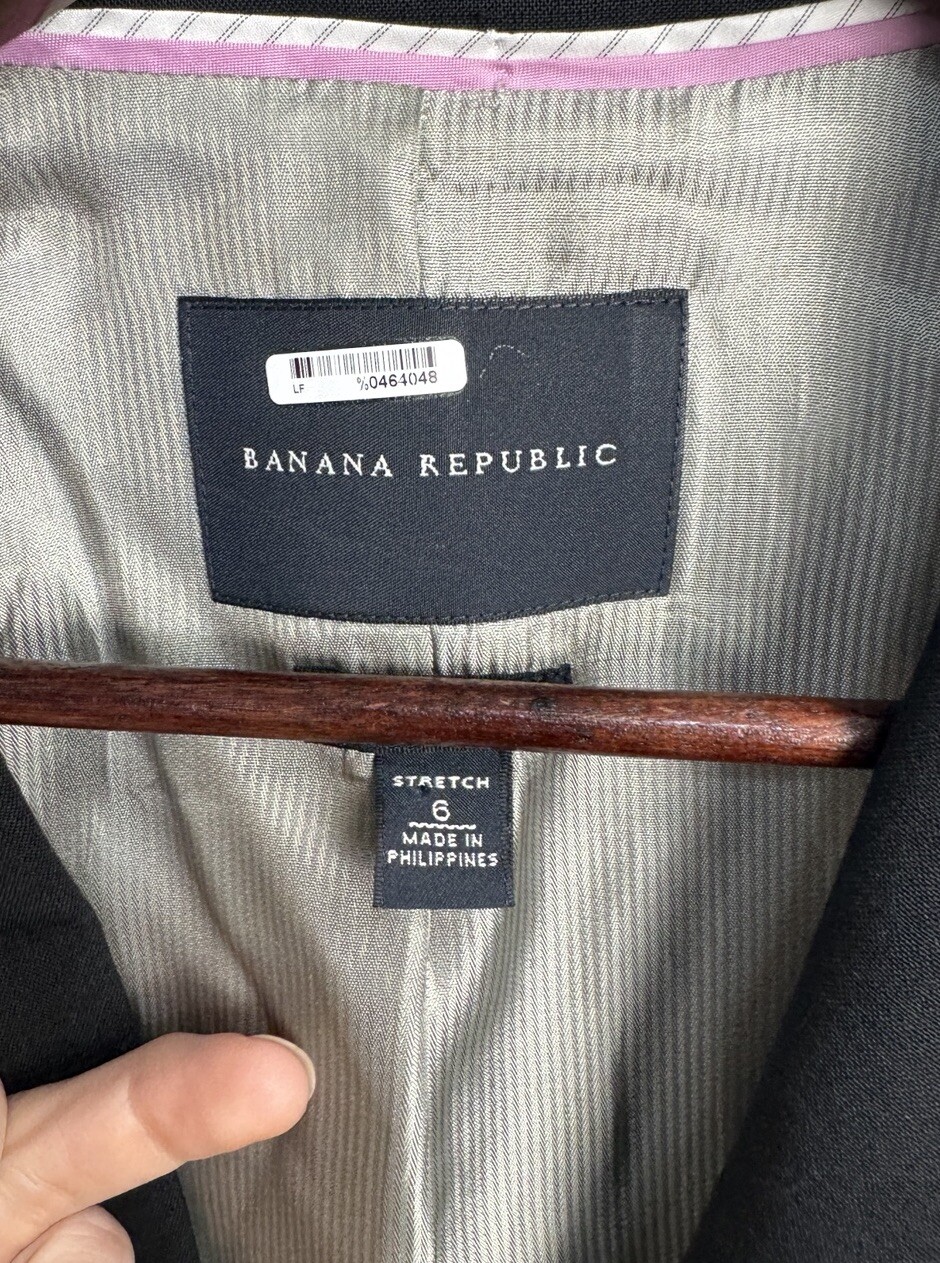 LF %0464048
BANANA REPUBLIC
STRETCH
6
MADE IN
PHILIPPINES